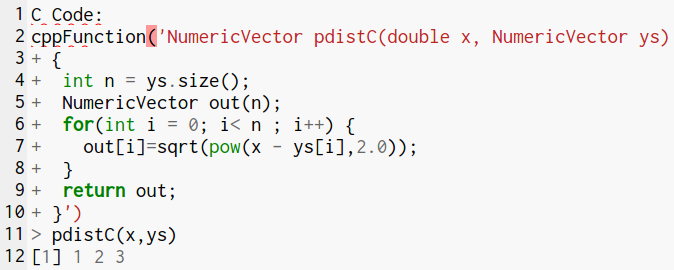 1 C Code:
2 cppFunction('NumericVector pdistC(double x, NumericVector ys)
3 + {
4 +  int n = ys.size();
5 +  NumericVector out(n);
6 +  for(int i = 0; i< n ; i++) {
7 +    out[i]=sqrt(pow(x - ys[i],2.0));
8 +  }
9 +  return out;
10 + }')
11 > pdistC(x,ys)
12 [1] 1 2 3